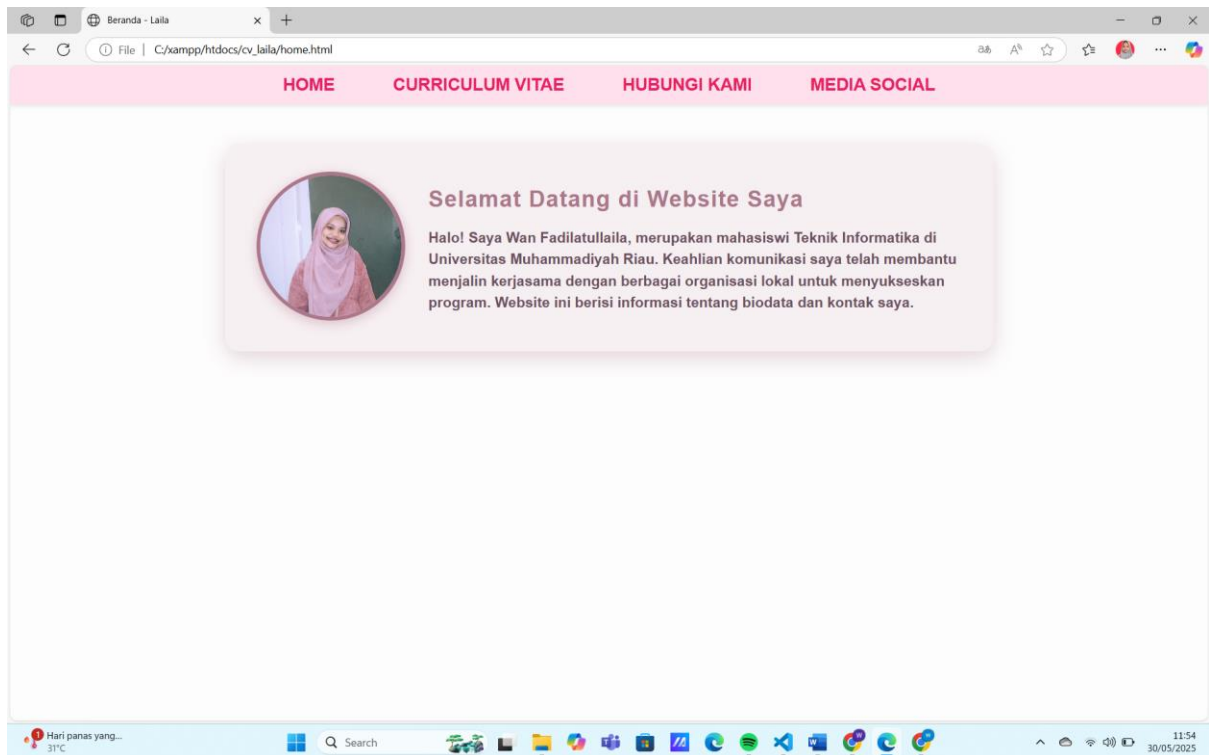 Beranda - Laila
File | C:/xampp/htdocs/cv_laila/home.html
HOME CURRICULUM VITAE HUBUNGI KAMI MEDIA SOCIAL
Selamat Datang di Website Saya
Halo! Saya Wan Fadilatullaila, merupakan mahasiswi Teknik Informatika di
Universitas Muhammadiyah Riau. Keahlian komunikasi saya telah membantu
menjalin kerjasama dengan berbagai organisasi lokal untuk menyukseskan
program. Website ini berisi informasi tentang biodata dan kontak saya.
1
Hari panas yang...
31°C
Search
11:54
30/05/2025